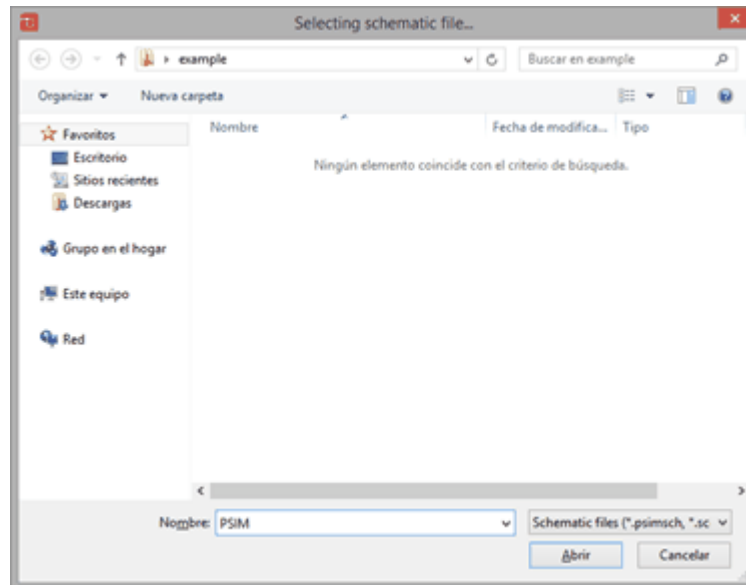 Selecting schematic file...
example
Buscar en example
Organizar
Nueva carpeta
Nombre
Fecha de modifica...
Tipo
Ningún elemento coincide con el criterio de búsqueda.
Favoritos
Escritorio
Sitios recientes
Descargas
Grupo en el hogar
Este equipo
Red
Nombre: PSIM
Schematic files (*.psimsch, *.sc
Abrir
Cancelar